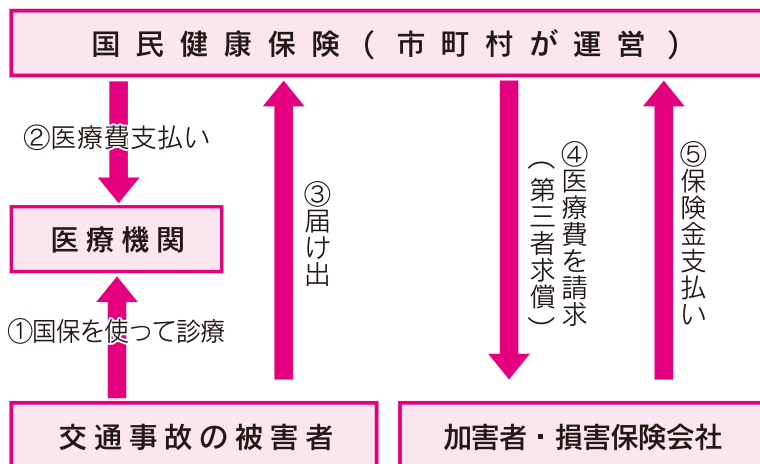 国民健康保険(市町村が運営)
②医療費支払い
医療機関
①国保を使って診療
③届け出
④医療費を請求
(第三者求償)
⑤保険金支払い
交通事故の被害者
加害者・損害保険会社